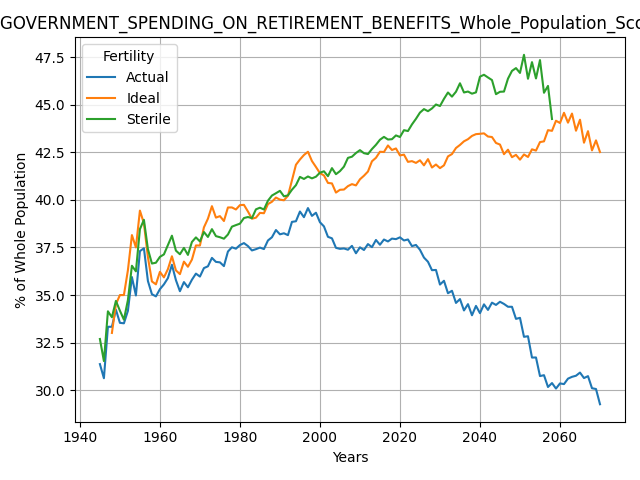 GOVERNMENT_SPENDING_ON_RETIREMENT_BENEFITS_Whole_Population_Sco
47.5
45.0
42.5
40.0
37.5
35.0
32.5
30.0
% of Whole Population
Fertility
Actual
Ideal
Sterile
1940 1960 1980 2000 2020 2040 2060
Years